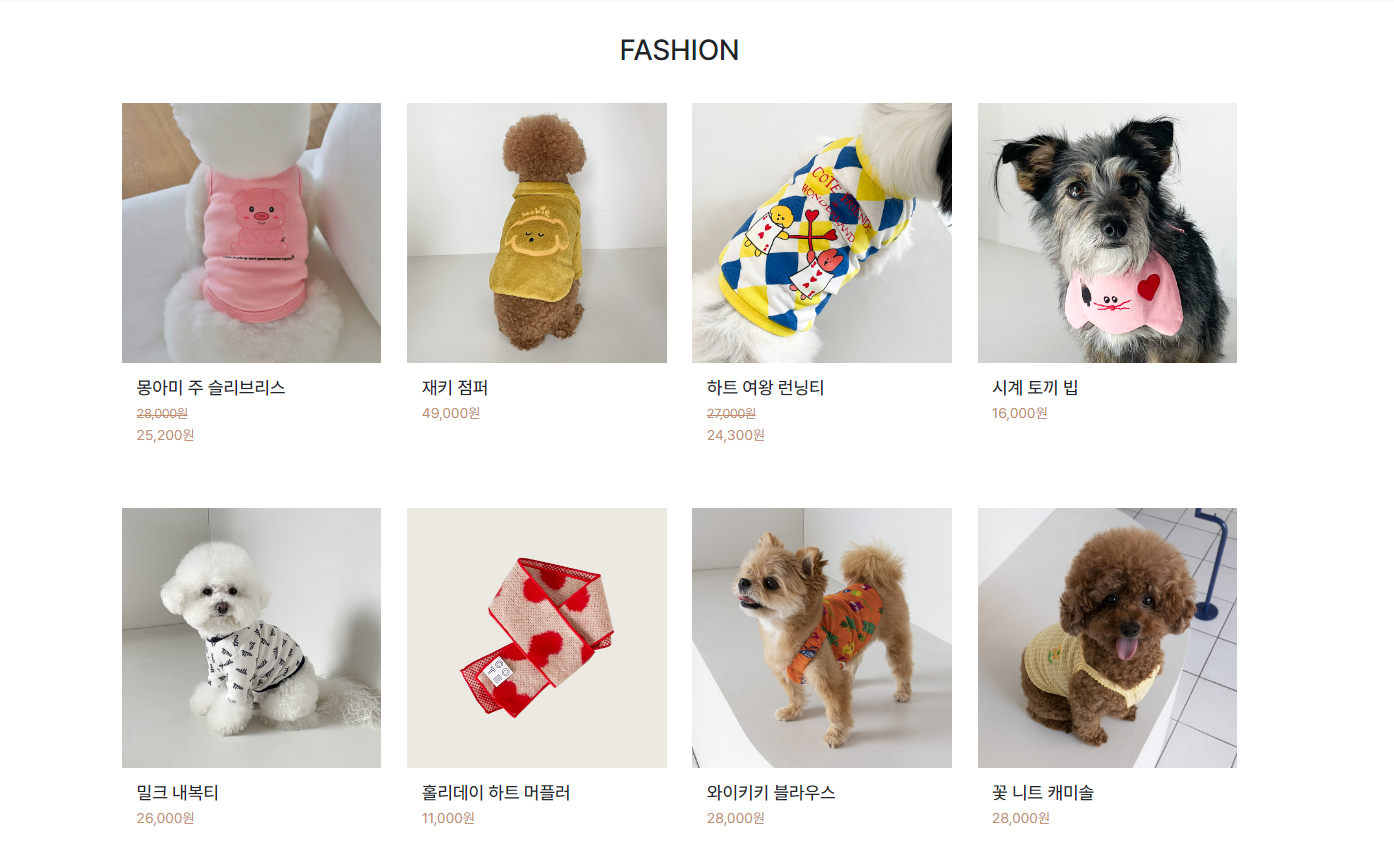 FASHION
몽아미 주 슬리브리스
28,000원
25,200원
재키 점퍼
49,000원
하트 여왕 런닝티
27,000원
24,300원
시계 토끼 빕
16,000원
Jackie
COTE
WONDERLAND
밀크 내복티
26,000원
홀리데이 하트 머플러
11,000원
와이키키 블라우스
28,000원
꽃 니트 캐미솔
28,000원